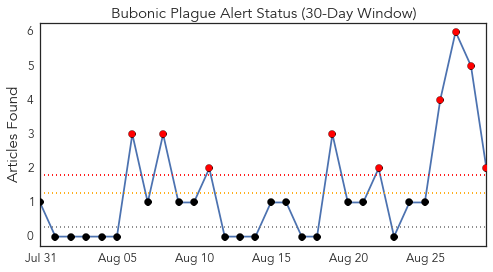 Bubonic Plague Alert Status (30-Day Window)
Articles Found
6
5
4
3
2
1
0
Jul 31 Aug 05 Aug 10 Aug 15 Aug 20 Aug 25